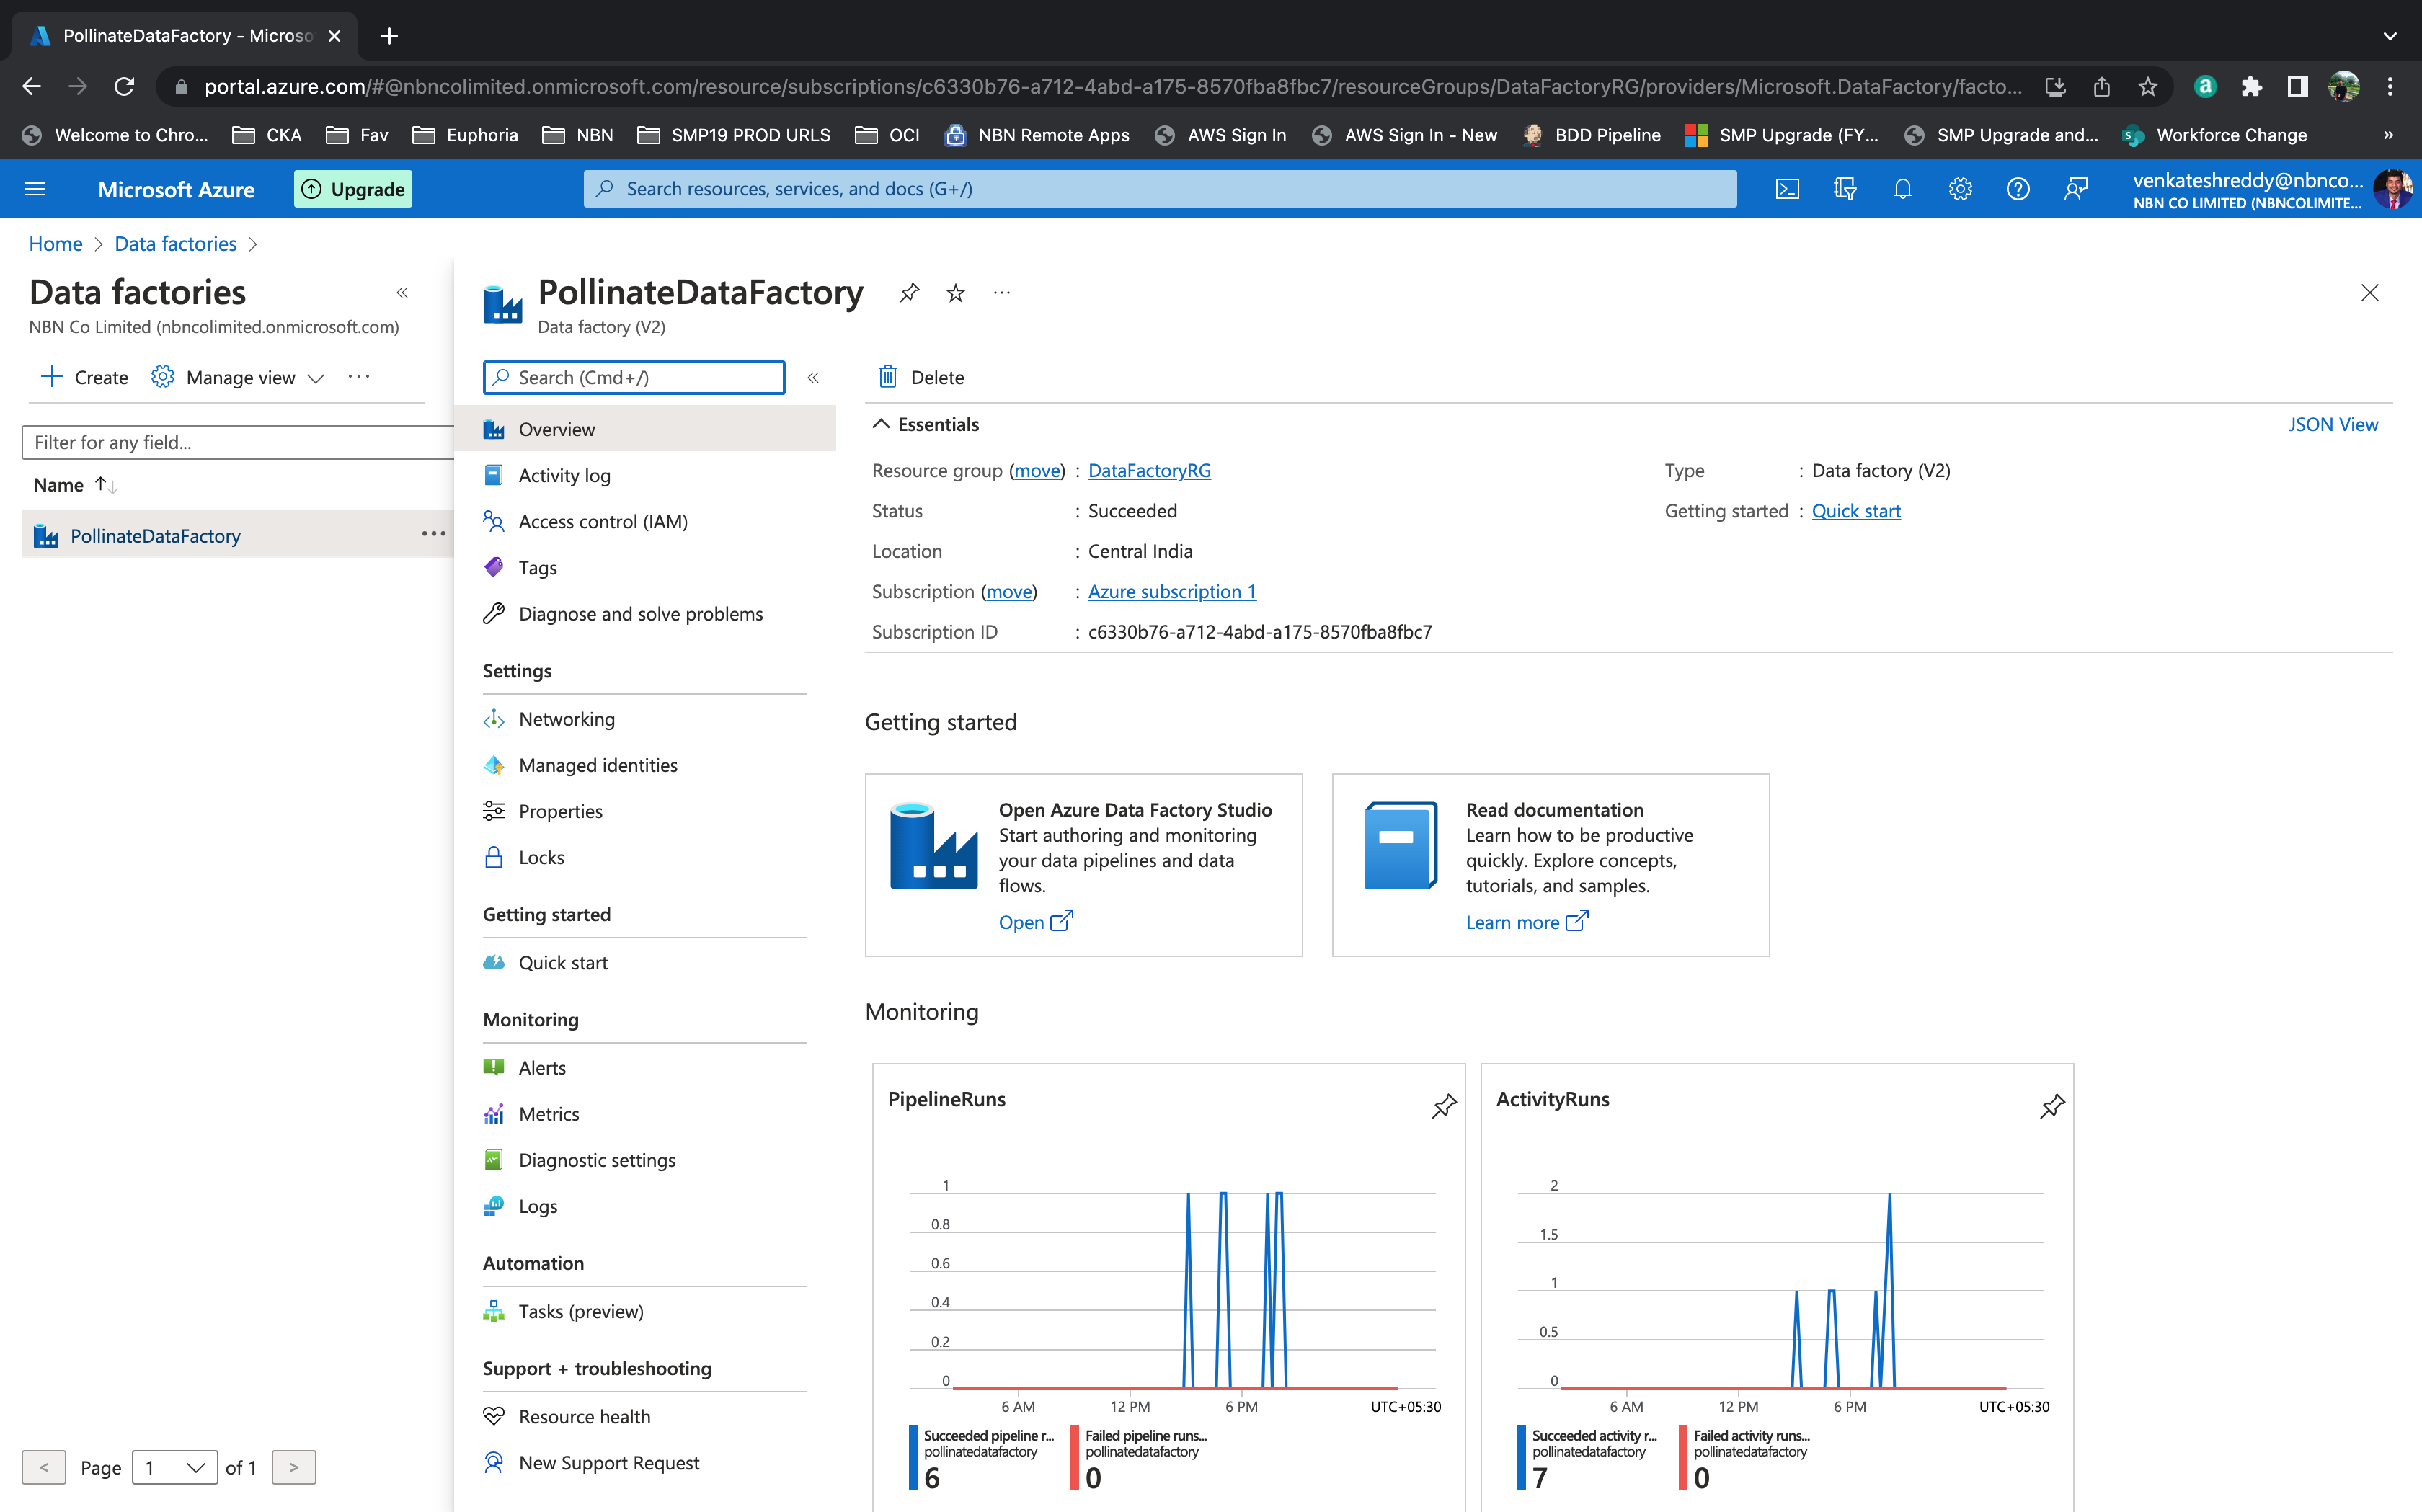 PollinateDataFactory - Microso
portal.azure.com/#@nbncolimited.onmicrosoft.com/resource/subscriptions/c6330b76-a712-4abd-a175-8570fba8fbc7/resourceGroups/DataFactoryRG/providers/Microsoft.DataFactory/facto...
Welcome to Chro... CKA Fav Euphoria NBN SMP19 PROD URLS OCI NBN Remote Apps AWS Sign In AWS Sign In - New BDD Pipeline SMP Upgrade (FY... SMP Upgrade and... Workforce Change »
Microsoft Azure Upgrade Search resources, services, and docs (G+/) venkateshreddy@nbnco...
NBN CO LIMITED (NBNCOLIMITE...
Home > Data factories >
Data factories
NBN Co Limited (nbncolimited.onmicrosoft.com)
Create Manage view ...
Filter for any field...
Name
PollinateDataFactory ...
< Page 1 of 1 >
PollinateDataFactory ...
Data factory (V2)
Search (Cmd+/)
Overview
Activity log
Access control (IAM)
Tags
Diagnose and solve problems
Settings
Networking
Managed identities
Properties
Locks
Getting started
Quick start
Monitoring
Alerts
Metrics
Diagnostic settings
Logs
Automation
Tasks (preview)
Support + troubleshooting
Resource health
New Support Request
Delete
Essentials JSON View
Resource group (move) : DataFactoryRG
Status : Succeeded
Location : Central India
Subscription (move) : Azure subscription 1
Subscription ID : c6330b76-a712-4abd-a175-8570fba8fbc7
Type : Data factory (V2)
Getting started : Quick start
Getting started
Open Azure Data Factory Studio
Start authoring and monitoring
your data pipelines and data
flows.
Open
Read documentation
Learn how to be productive
quickly. Explore concepts,
tutorials, and samples.
Learn more
Monitoring
PipelineRuns
1
0.8
0.6
0.4
0.2
0
6 AM 12 PM 6 PM UTC+05:30
Succeeded pipeline r...
pollinatedatafactory
6
Failed pipeline runs...
pollinatedatafactory
0
ActivityRuns
2
1.5
1
0.5
0
6 AM 12 PM 6 PM UTC+05:30
Succeeded activity r...
pollinatedatafactory
7
Failed activity runs...
pollinatedatafactory
0